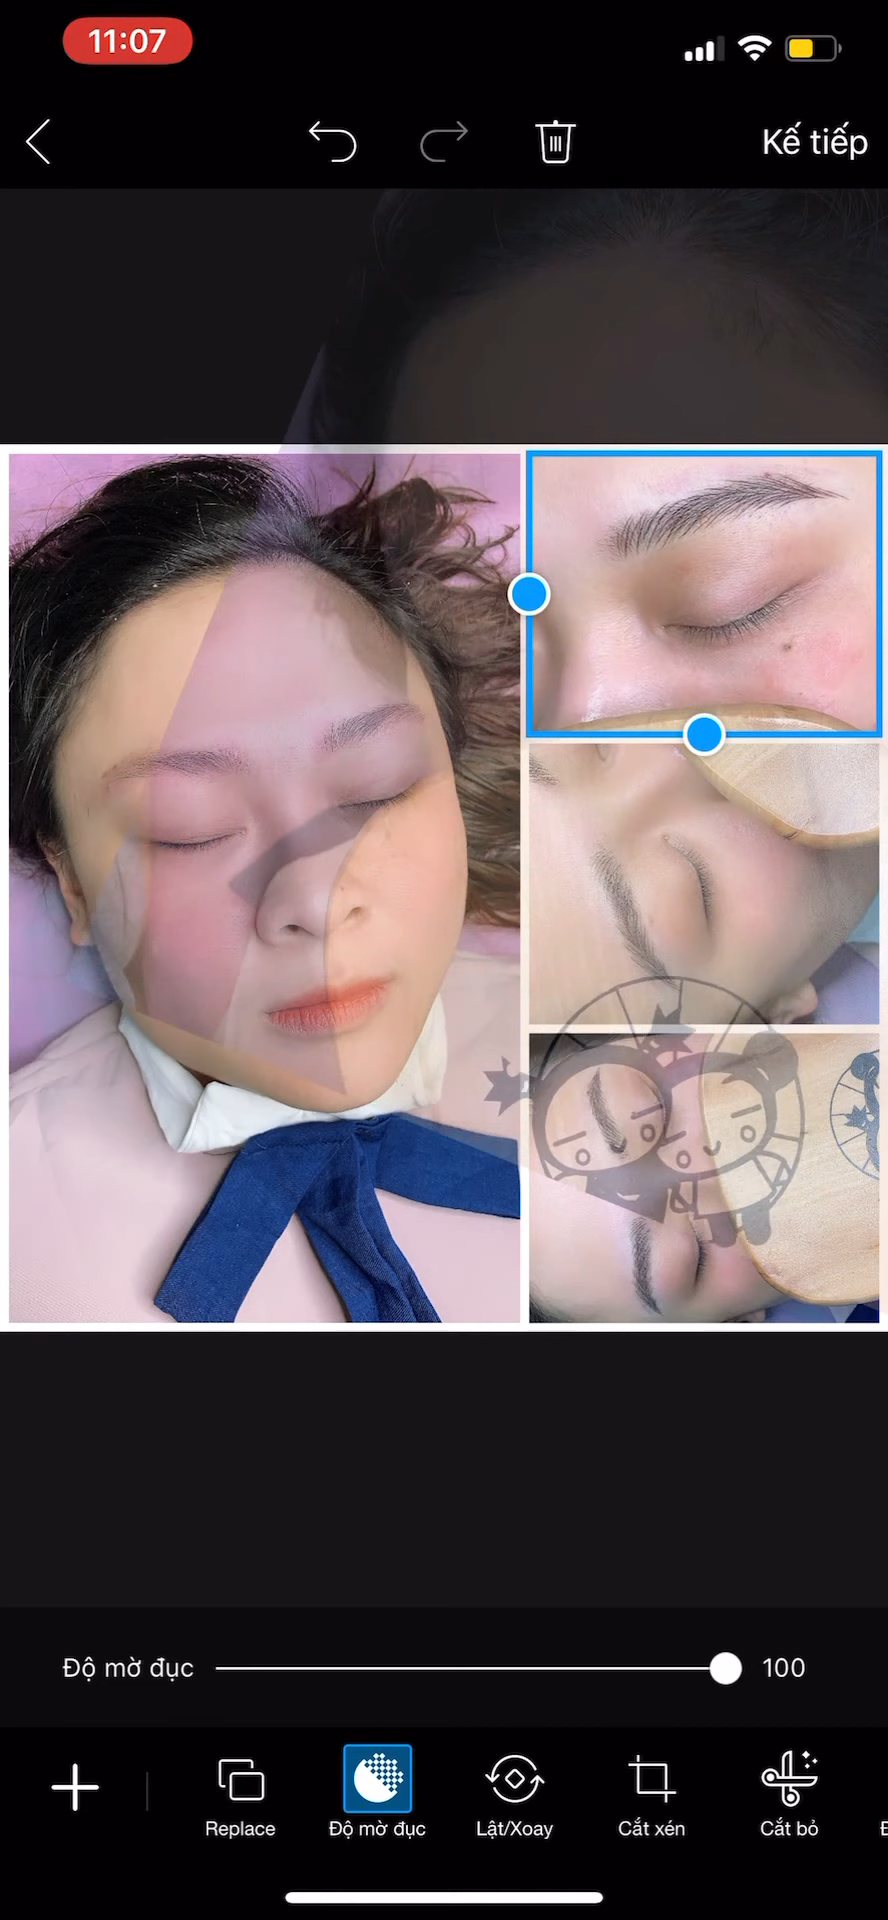 11:07
Kế tiếp
Độ mờ đục 100
Replace Độ mờ đục Lật/Xoay Cắt xén Cắt bỏ